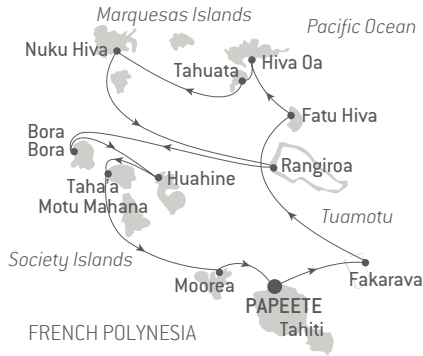 Marquesas Islands
Pacific Ocean
Nuku Hiva
Hiva Oa
Tahuata
Fatu Hiva
Bora
Bora
Rangiroa
Taha'a
Motu Mahana
Huahine
Tuamotu
Society Islands
Moorea
Fakarava
PAPEETE
Tahiti
FRENCH POLYNESIA